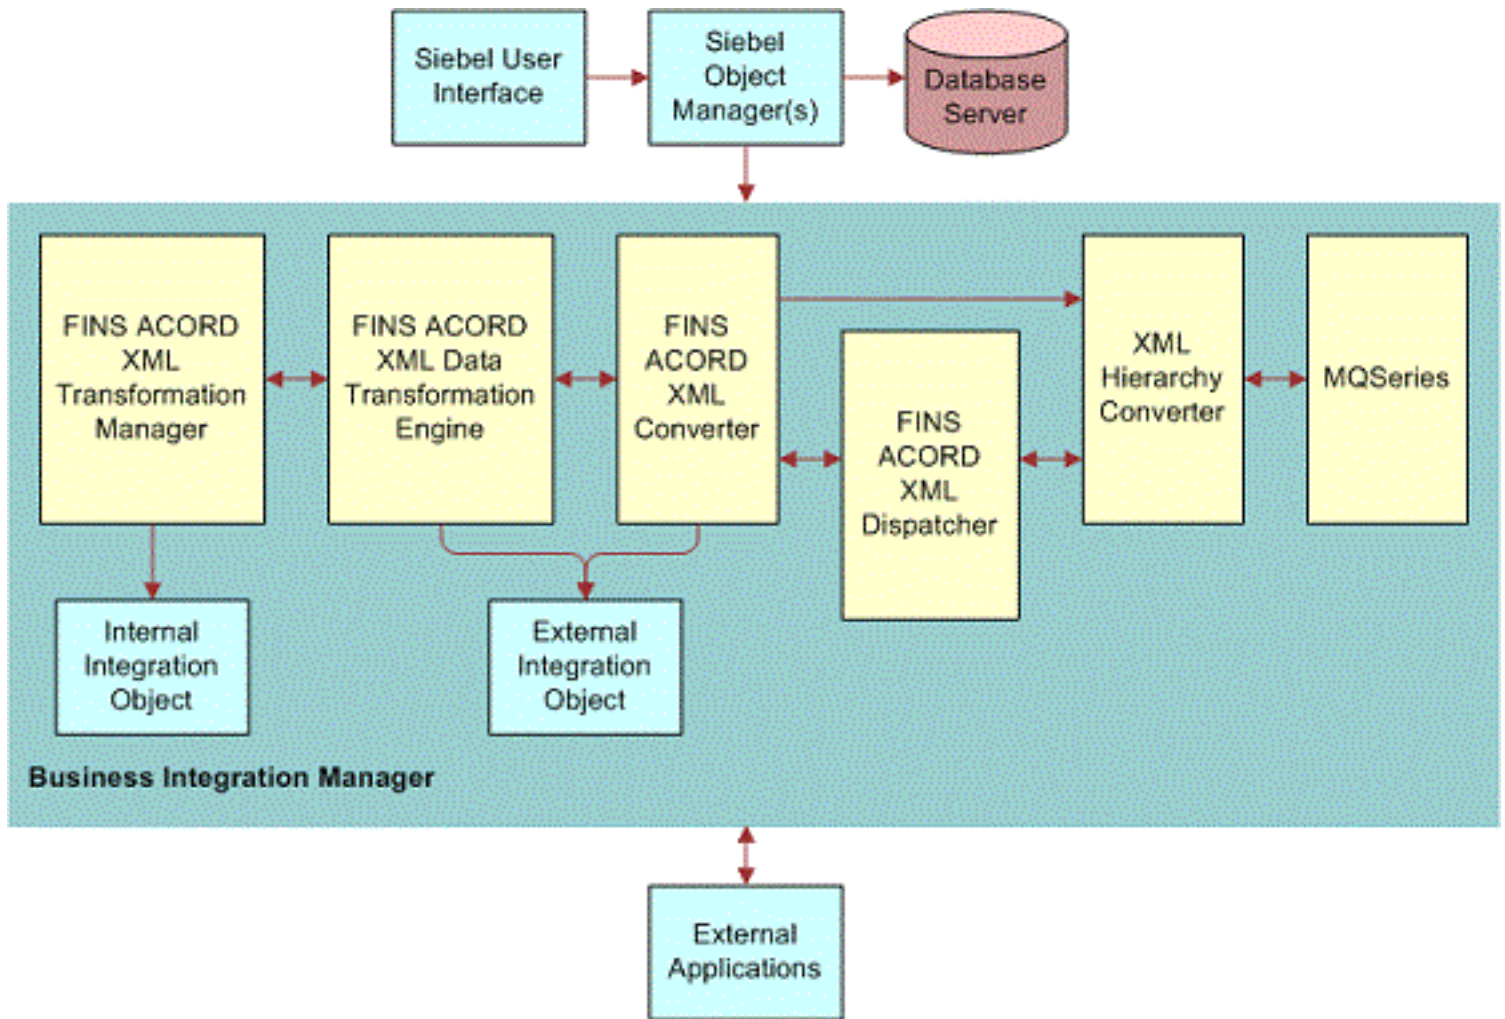 Siebel User
Interface
Siebel
Object
Manager(s)
Database
Server
FINS ACORD
XML
Transformation
Manager
FINS ACORD
XML Data
Transformation
Engine
FINS
ACORD
XML
Converter
FINS
ACORD
XML
Dispatcher
XML
Hierarchy
Converter
MQSeries
Internal
Integration
Object
External
Integration
Object
Business Integration Manager
External
Applications